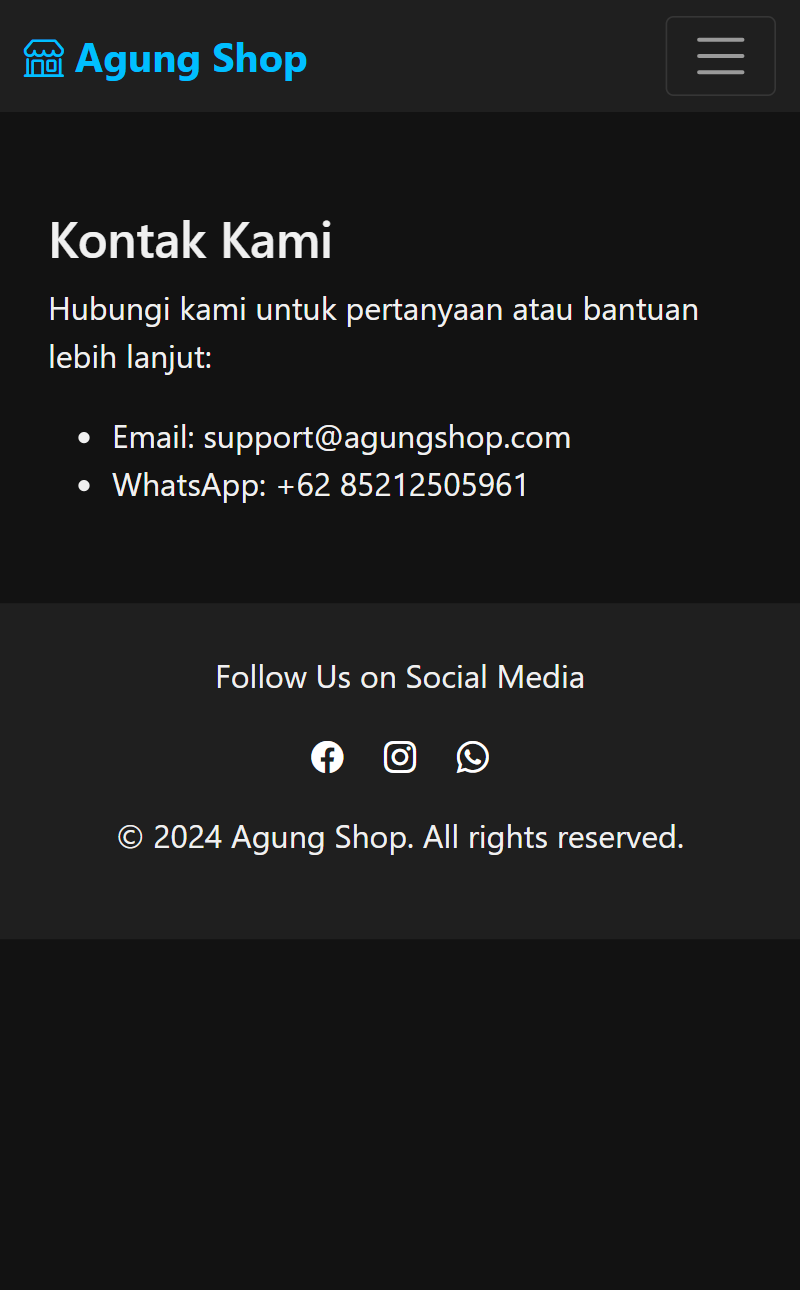 Agung Shop
Kontak Kami
Hubungi kami untuk pertanyaan atau bantuan
lebih lanjut:
• Email: support@agungshop.com
• WhatsApp: +62 85212505961
Follow Us on Social Media
© 2024 Agung Shop. All rights reserved.